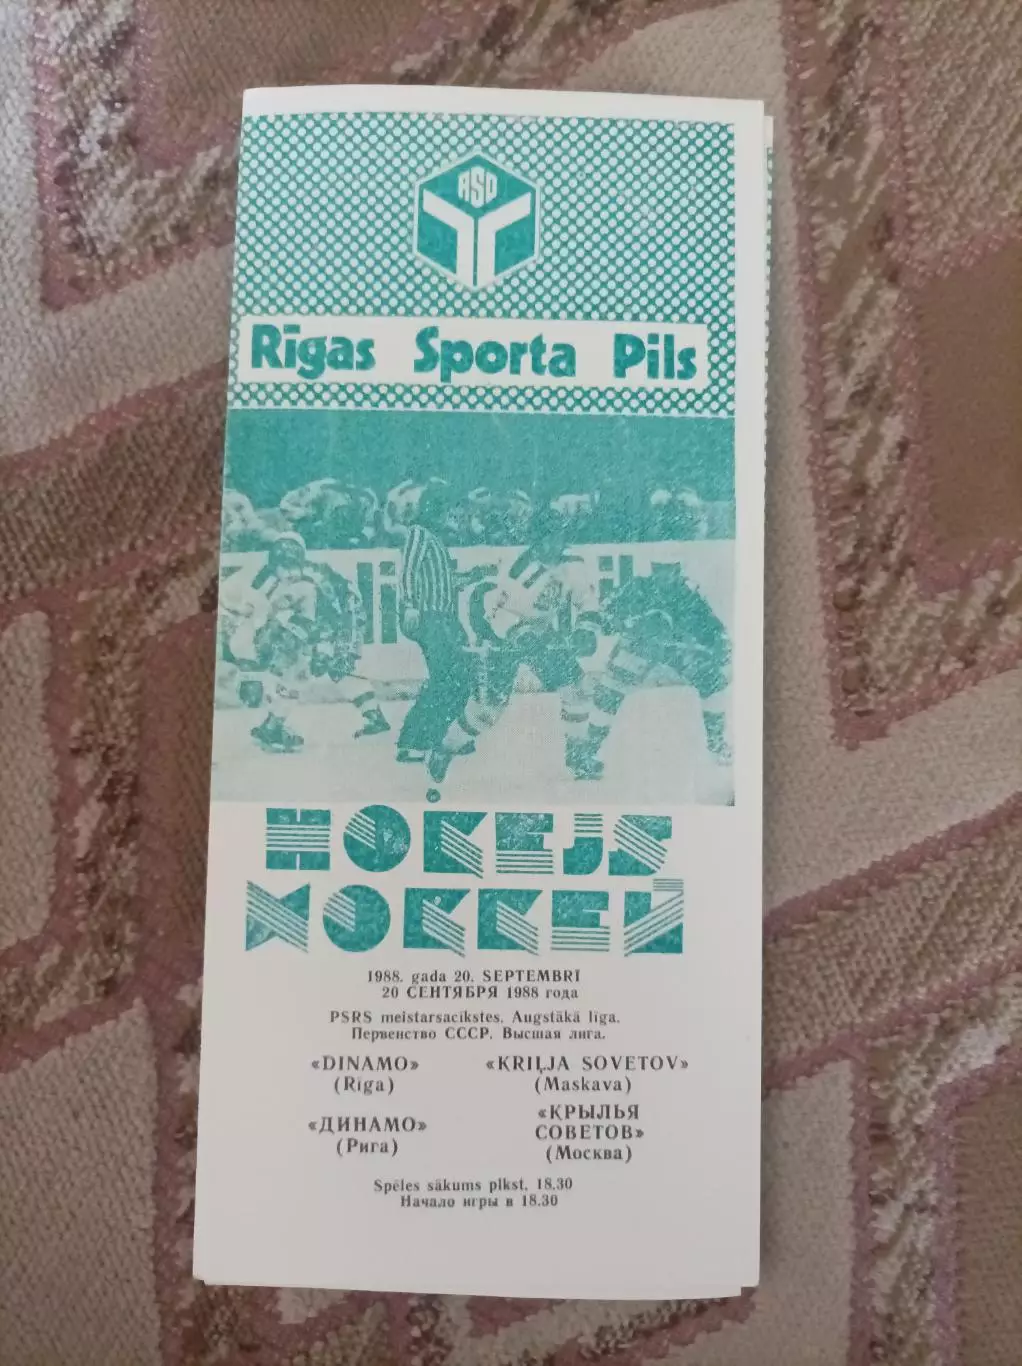 RSP
Rīgas Sporta Pils
HOKEJS
ХОККЕЙ
1988. gada 20. SEPTEMBRĪ
20 СЕНТЯБРЯ 1988 года
PSRS meistarsacīkstes. Augstākā līga.
Первенство СССР. Высшая лига.
«DINAMO» «KRIĻJA SOVETOV»
(Rīga) (Maskava)
«ДИНАМО» «КРЫЛЬЯ СОВЕТОВ»
(Рига) (Москва)
Spēles sākums plkst. 18.30
Начало игры в 18.30